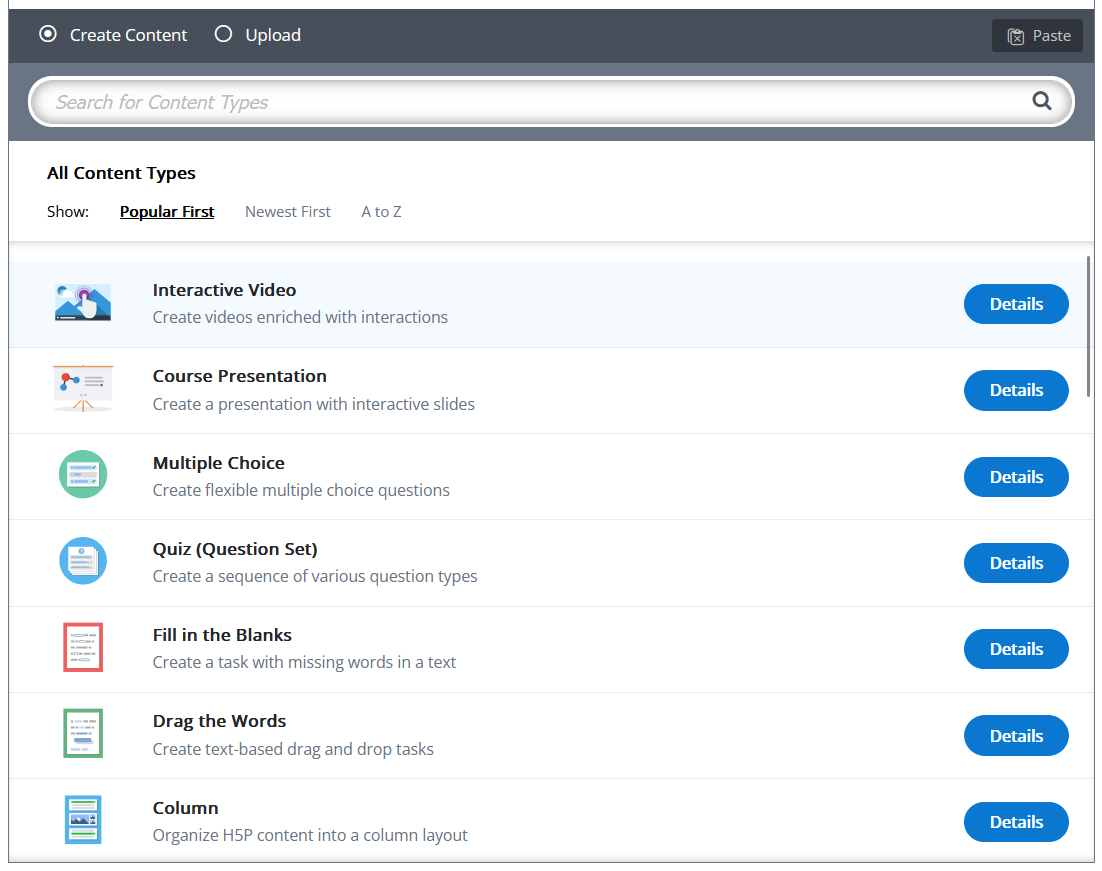 Create Content Upload Paste
Search for Content Types
All Content Types
Show: Popular First Newest First A to Z
Interactive Video
Create videos enriched with interactions
Details
Course Presentation
Create a presentation with interactive slides
Details
Multiple Choice
Create flexible multiple choice questions
Details
Quiz (Question Set)
Create a sequence of various question types
Details
Fill in the Blanks
Create a task with missing words in a text
Details
Drag the Words
Create text-based drag and drop tasks
Details
Column
Organize H5P content into a column layout
Details